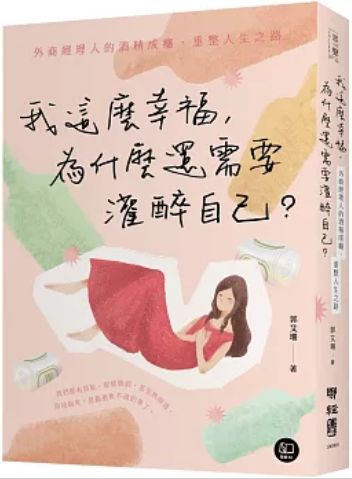 外商經理人的酒精成癮、重整人生之路
我這麼幸福,
為什麼還需要
灌醉自己?
郭艾珊——著
我這麼幸福,
為什麼還需要灌醉自己?
外商經理人的酒精成癮、
重整人生之路
郭艾珊 著
聯經